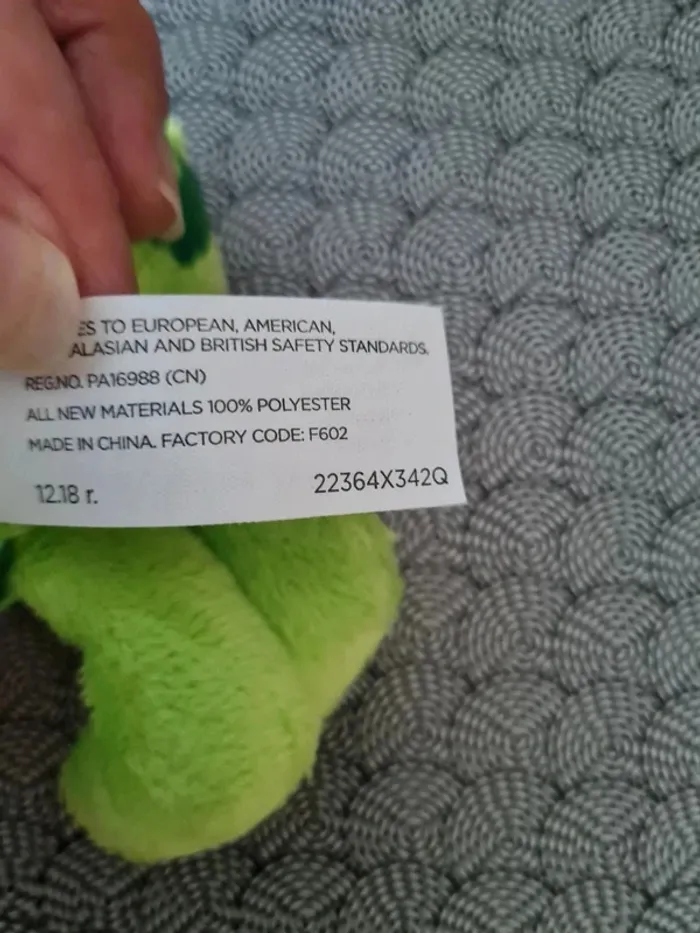 ES TO EUROPEAN, AMERICAN,
ALASIAN AND BRITISH SAFETY STANDARDS.
REG.NO. PA16988 (CN)
ALL NEW MATERIALS 100% POLYESTER
MADE IN CHINA. FACTORY CODE: F602
12.18 r.
22364X342Q